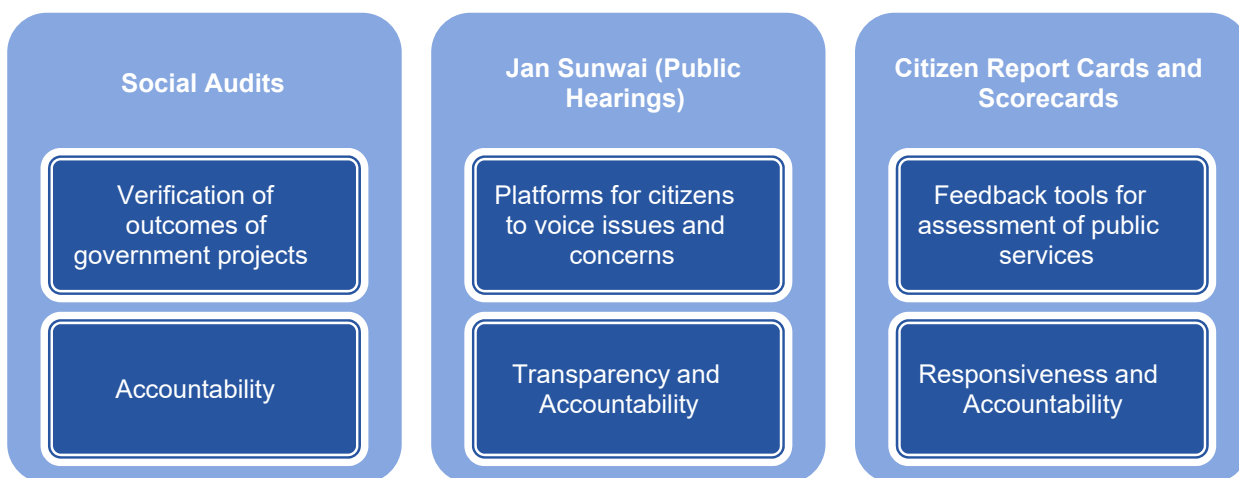 Social Audits
Verification of
outcomes of
government projects
Accountability
Jan Sunwai (Public
Hearings)
Platforms for citizens
to voice issues and
concerns
Transparency and
Accountability
Citizen Report Cards and
Scorecards
Feedback tools for
assessment of public
services
Responsiveness and
Accountability